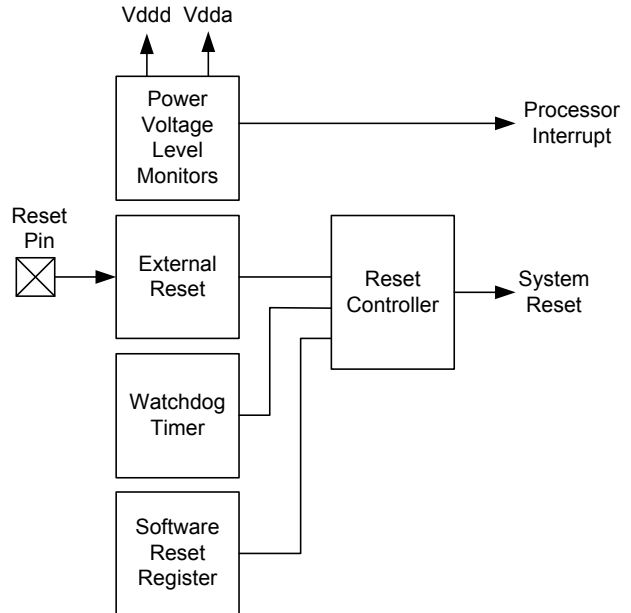 Vddd Vdda
Power
Voltage
Level
Monitors
Processor
Interrupt
Reset
Pin
External
Reset
Reset
Controller
System
Reset
Watchdog
Timer
Software
Reset
Register